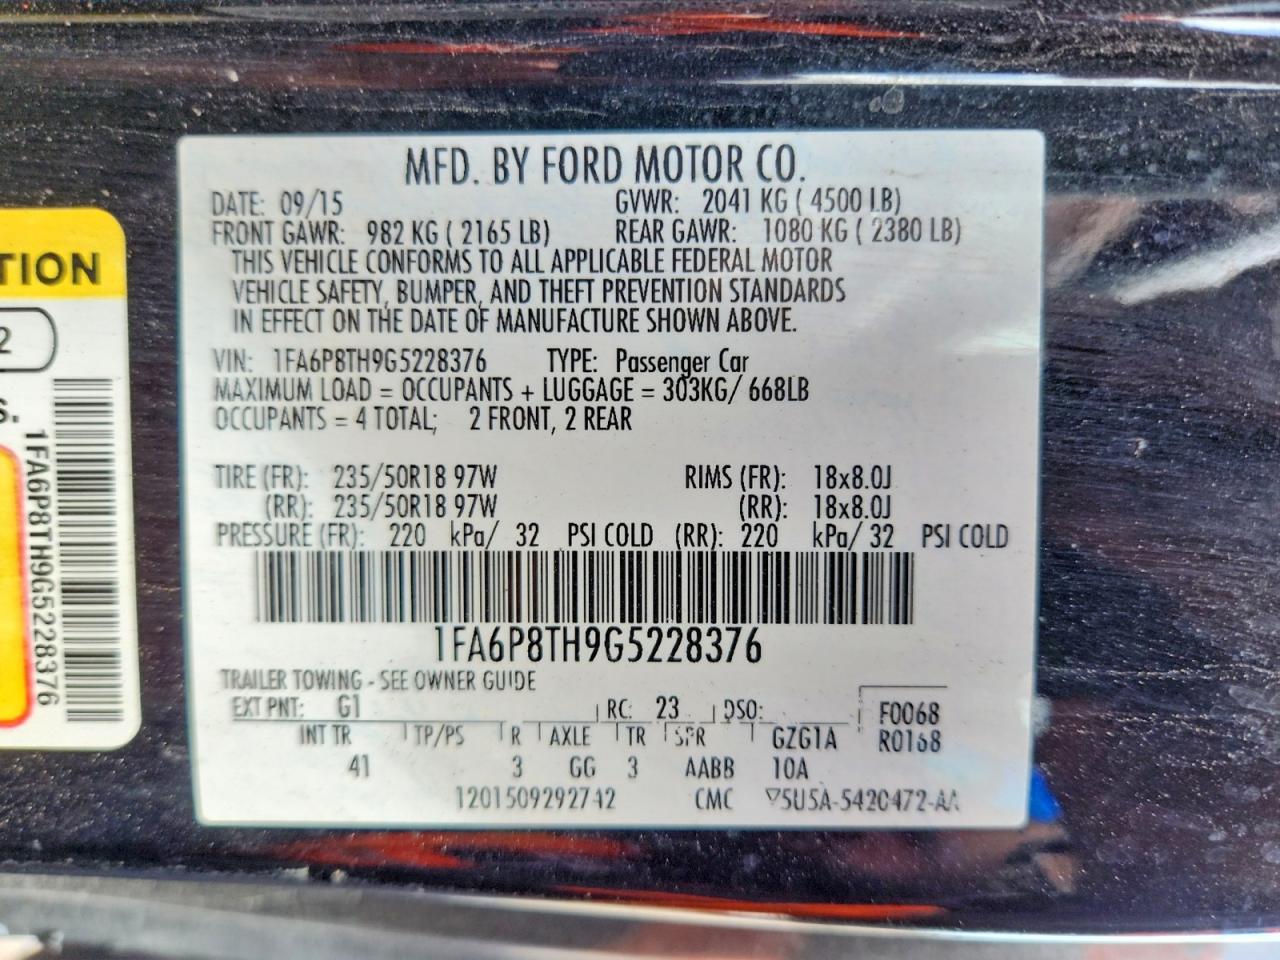 MFD. BY FORD MOTOR CO.
DATE: 09/15 GVWR: 2041 KG ( 4500 LB)
FRONT GAWR: 982 KG ( 2165 LB) REAR GAWR: 1080 KG ( 2380 LB)
THIS VEHICLE CONFORMS TO ALL APPLICABLE FEDERAL MOTOR
VEHICLE SAFETY, BUMPER, AND THEFT PREVENTION STANDARDS
IN EFFECT ON THE DATE OF MANUFACTURE SHOWN ABOVE.
VIN: 1FA6P8TH9G5228376 TYPE: Passenger Car
MAXIMUM LOAD = OCCUPANTS + LUGGAGE = 303KG/ 668LB
OCCUPANTS = 4 TOTAL; 2 FRONT, 2 REAR
TIRE (FR): 235/50R18 97W RIMS (FR): 18x8.0J
(RR): 235/50R18 97W (RR): 18x8.0J
PRESSURE (FR): 220 kPa/ 32 PSI COLD (RR): 220 kPa/ 32 PSI COLD
1FA6P8TH9G5228376
TRAILER TOWING - SEE OWNER GUIDE
EXT PNT: G1 RC: 23 DSO: F0068
INT TR TP/PS R AXLE TR SPR GZG1A R0168
41 3 GG 3 AABB 10A
1201509292742 CMC ▽5U5A-5420472-AA
TION
2
S.
1FA6P8TH9G5228376